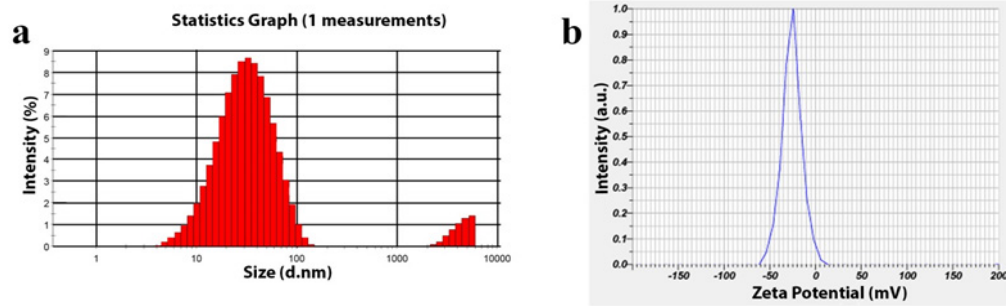 a
Statistics Graph (1 measurements)
Intensity (%)
9
8
7
6
5
4
3
2
1
0
1 10 100 1000 10000
Size (d.nm)
b
Intensity (a.u.)
1.0
0.9
0.8
0.7
0.6
0.5
0.4
0.3
0.2
0.1
0.0
-150 -100 -50 0 50 100 150 200
Zeta Potential (mV)